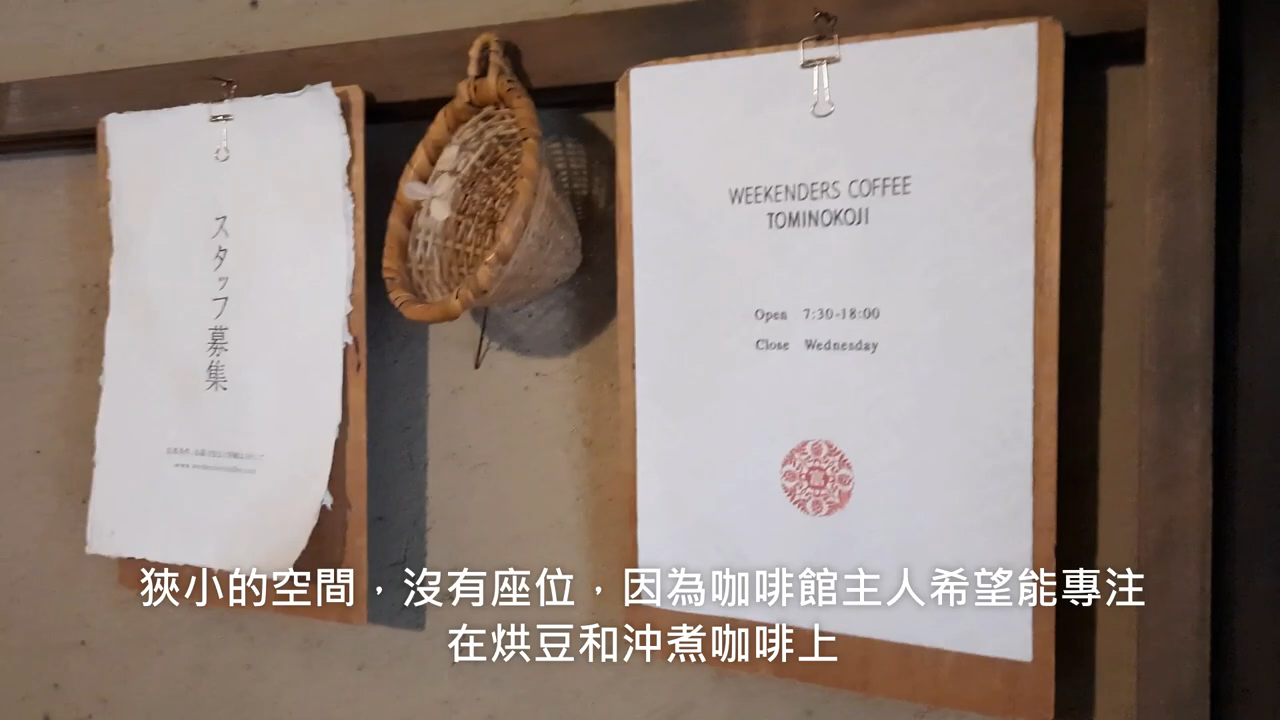 スタッフ募集
WEEKENDERS COFFEE
TOMINOKOJI
Open 7:30-18:00
Close Wednesday
狹小的空間，沒有座位，因為咖啡館主人希望能專注
在烘豆和沖煮咖啡上